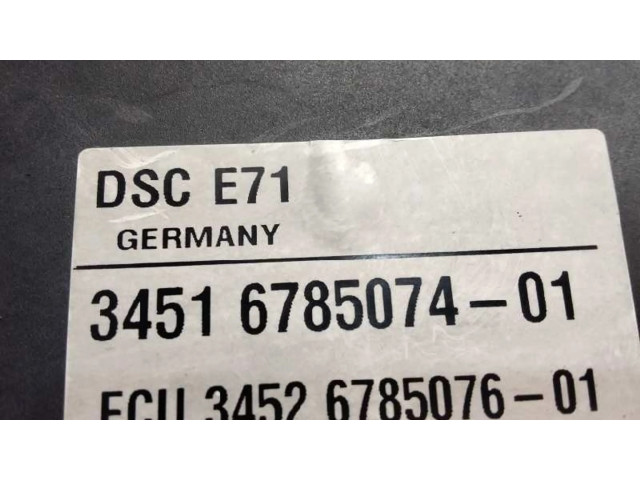 DSC E71
GERMANY
3451 6785074-01
ECU 3452 6785076-01